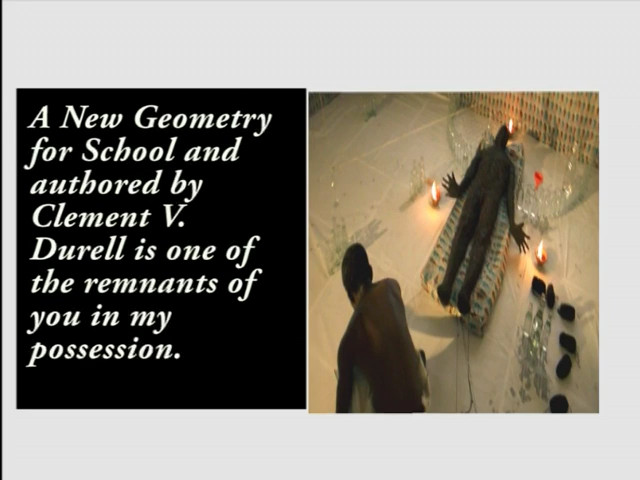 A New Geometry
for School and
authored by
Clement V.
Durell is one of
the remnants of
you in my
possession.